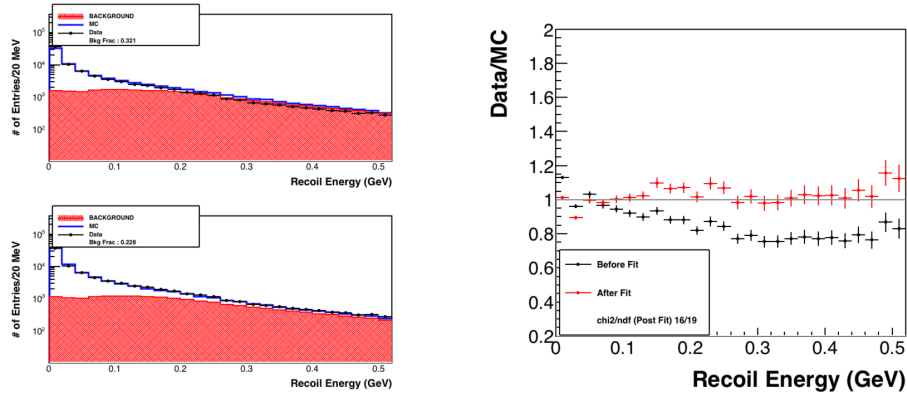 BACKGROUND
MC
Data
Bkg Frac : 0.321
# of Entries/20 MeV
10⁵
10⁴
10³
10²
0 0.1 0.2 0.3 0.4 0.5
Recoil Energy (GeV)
BACKGROUND
MC
Data
Bkg Frac : 0.228
# of Entries/20 MeV
10⁵
10⁴
10³
10²
0 0.1 0.2 0.3 0.4 0.5
Recoil Energy (GeV)
Data/MC
2
1.8
1.6
1.4
1.2
1
0.8
0.6
0.4
0.2
Before Fit
After Fit
chi2/ndf (Post Fit) 16/19
0 0.1 0.2 0.3 0.4 0.5
Recoil Energy (GeV)